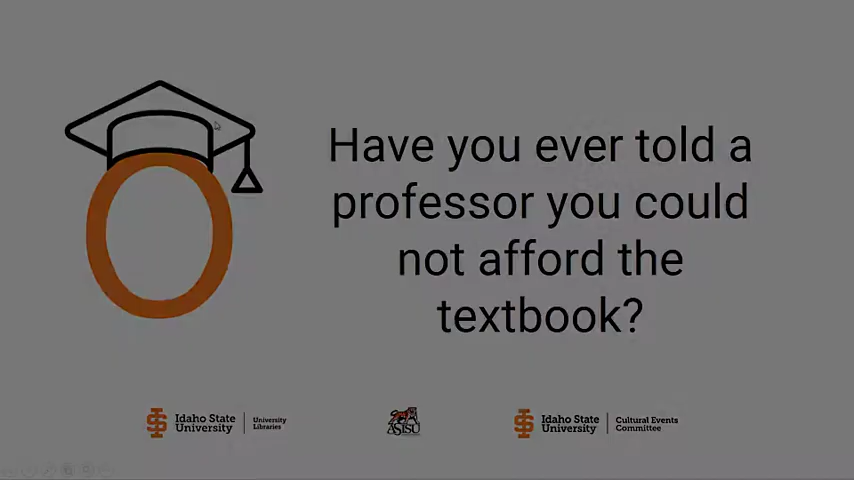 Have you ever told a
professor you could
not afford the
textbook?
Idaho State
University
University
Libraries
ASISU
Idaho State
University
Cultural Events
Committee